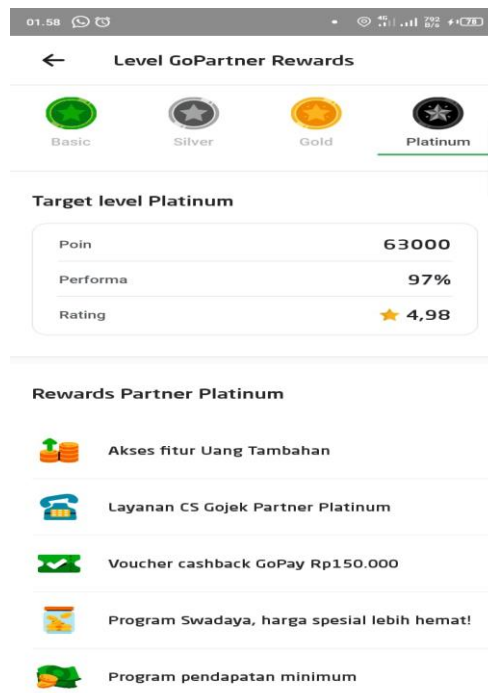 01.58
792 B/s 78
Level GoPartner Rewards
Basic Silver Gold Platinum
Target level Platinum
Poin 63000
Performa 97%
Rating 4,98
Rewards Partner Platinum
Akses fitur Uang Tambahan
Layanan CS Gojek Partner Platinum
Voucher cashback GoPay Rp150.000
Program Swadaya, harga spesial lebih hemat!
Program pendapatan minimum